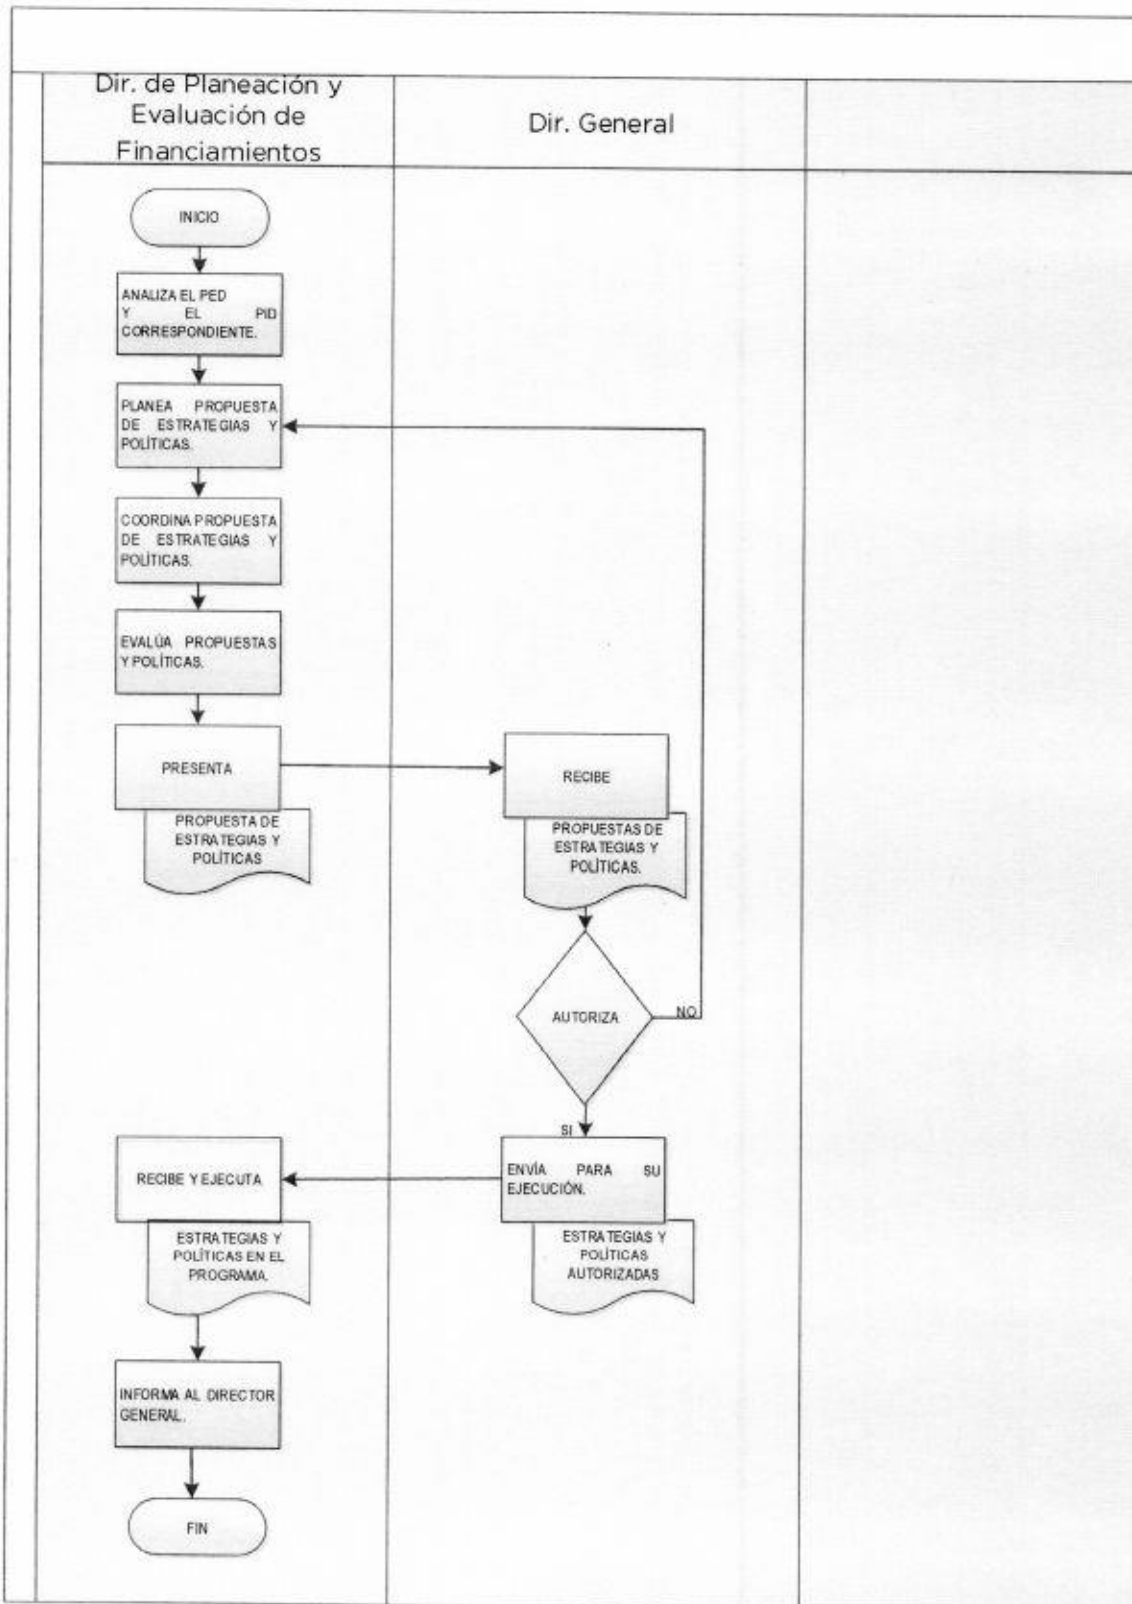 Dir. de Planeación y
Evaluación de
Financiamientos
Dir. General
INICIO
ANALIZA EL PED
Y EL PID
CORRESPONDIENTE.
PLANEA PROPUESTA
DE ESTRATEGIAS Y
POLÍTICAS.
COORDINA PROPUESTA
DE ESTRATEGIAS Y
POLÍTICAS.
EVALÚA PROPUESTAS
Y POLÍTICAS.
PRESENTA
PROPUESTA DE
ESTRATEGIAS Y
POLÍTICAS
RECIBE
PROPUESTAS DE
ESTRATEGIAS Y
POLÍTICAS.
AUTORIZA
NO
SI
ENVÍA PARA SU
EJECUCIÓN.
ESTRATEGIAS Y
POLÍTICAS
AUTORIZADAS
RECIBE Y EJECUTA
ESTRATEGIAS Y
POLÍTICAS EN EL
PROGRAMA.
INFORMA AL DIRECTOR
GENERAL.
FIN